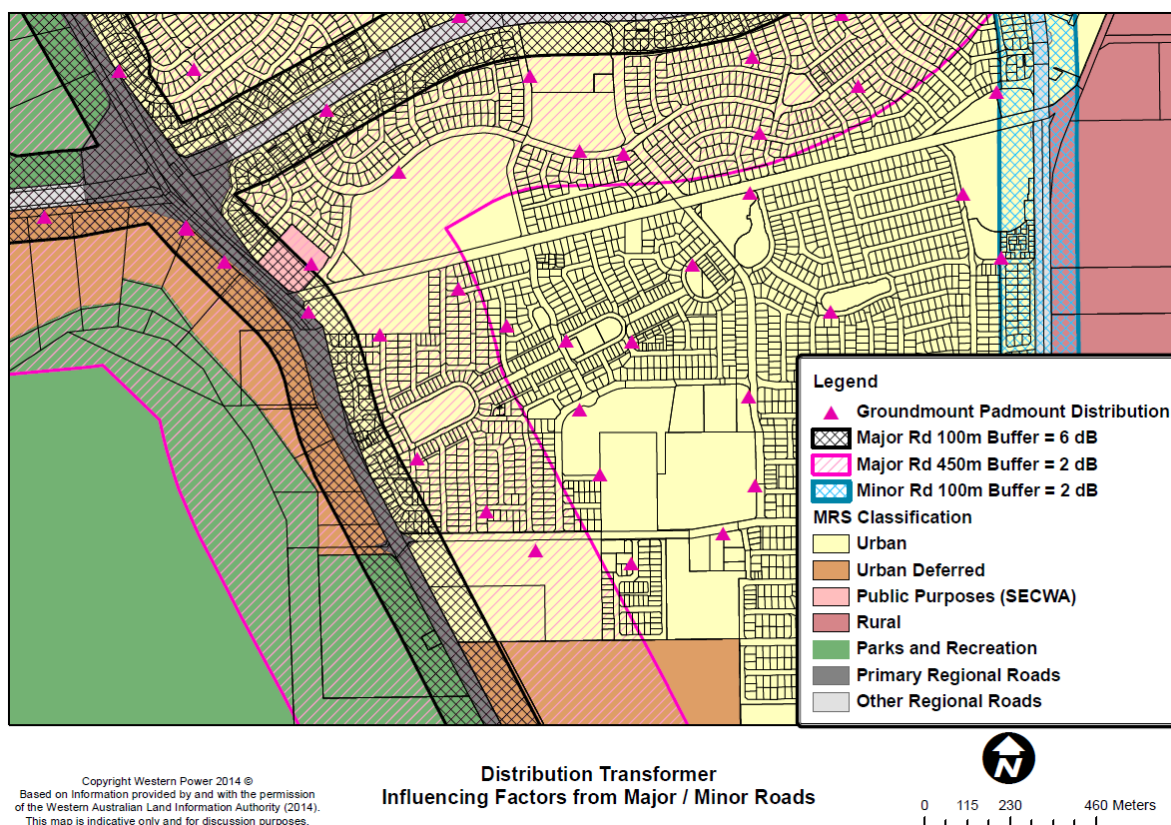 Legend
Groundmount Padmount Distribution
Major Rd 100m Buffer = 6 dB
Major Rd 450m Buffer = 2 dB
Minor Rd 100m Buffer = 2 dB
MRS Classification
Urban
Urban Deferred
Public Purposes (SECWA)
Rural
Parks and Recreation
Primary Regional Roads
Other Regional Roads
Copyright Western Power 2014 ©
Based on Information provided by and with the permission
of the Western Australian Land Information Authority (2014).
This map is indicative only and for discussion purposes.
Distribution Transformer
Influencing Factors from Major / Minor Roads
N
0 115 230 460 Meters